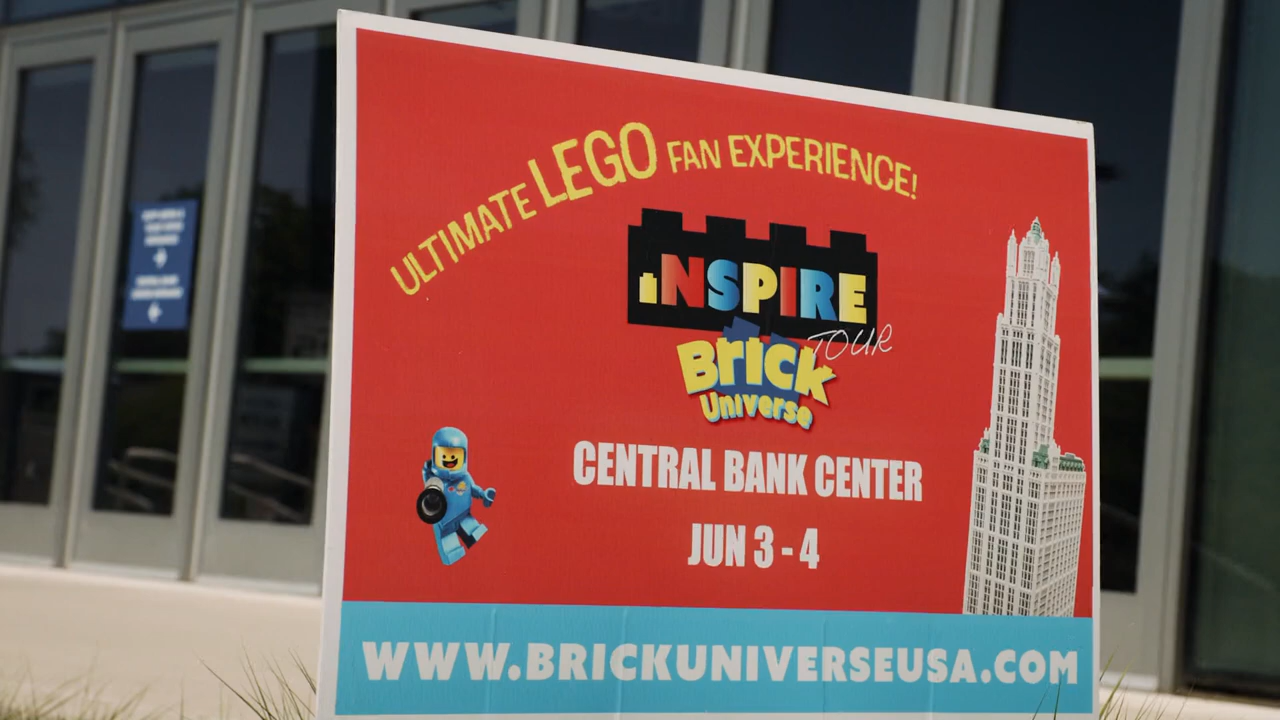 ULTIMATE LEGO FAN EXPERIENCE!
iNSPIRE
TOUR
Brick
Universe
CENTRAL BANK CENTER
JUN 3 - 4
WWW.BRICKUNIVERSEUSA.COM